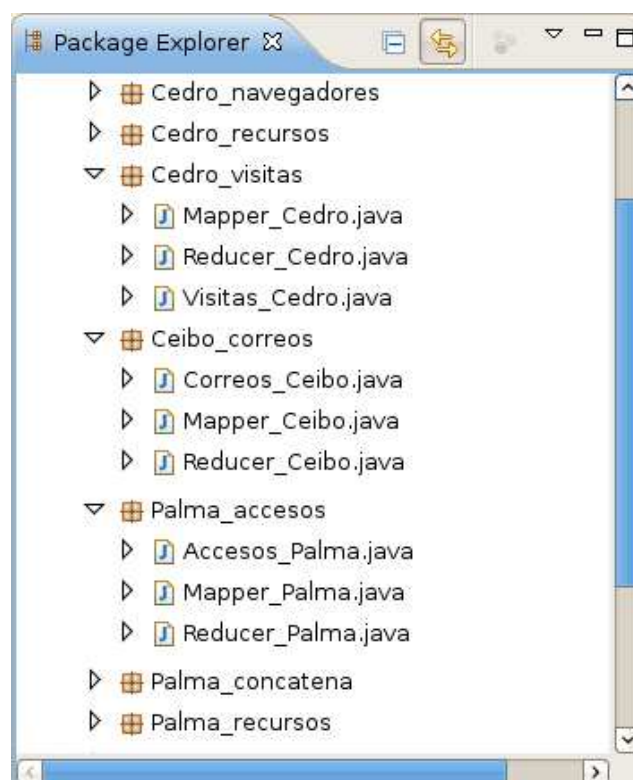 Package Explorer
Cedro_navegadores
Cedro_recursos
Cedro_visitas
Mapper_Cedro.java
Reducer_Cedro.java
Visitas_Cedro.java
Ceibo_correos
Correos_Ceibo.java
Mapper_Ceibo.java
Reducer_Ceibo.java
Palma_accesos
Accesos_Palma.java
Mapper_Palma.java
Reducer_Palma.java
Palma_concatena
Palma_recursos